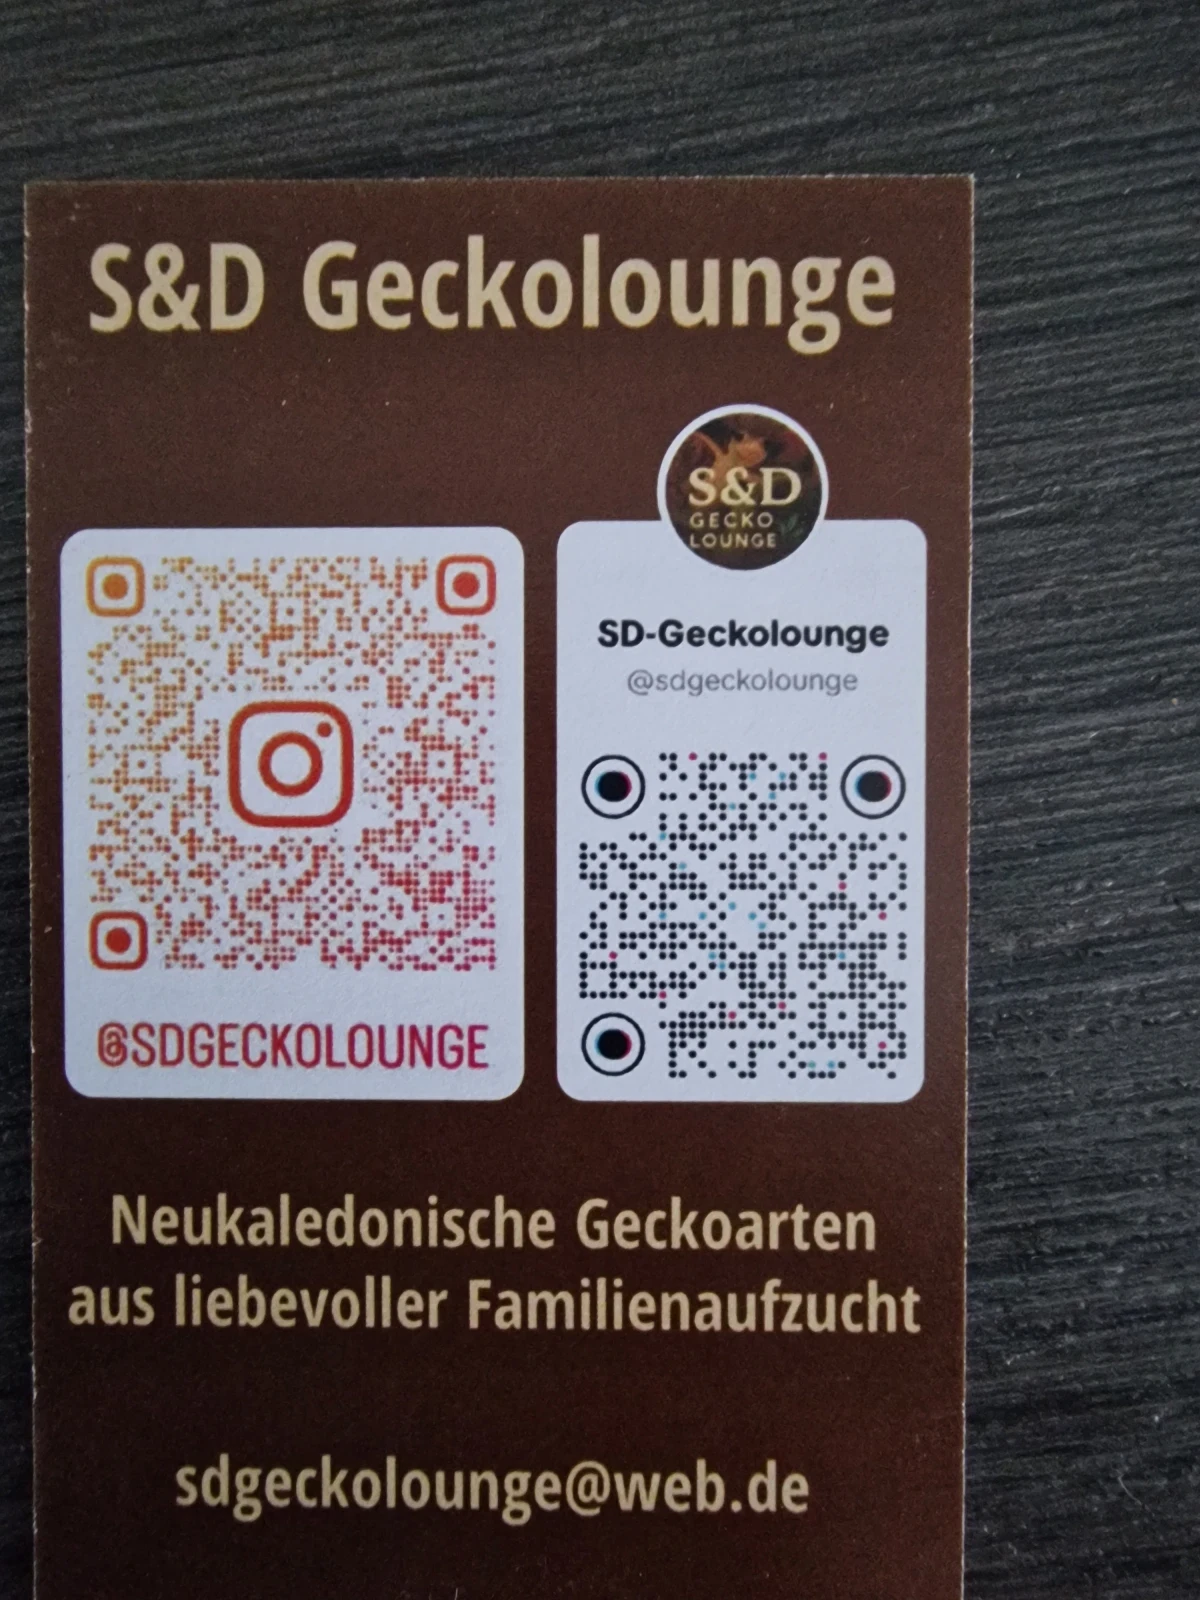 S&D Geckolounge
S&D
GECKO
LOUNGE
SD-Geckolounge
@sdgeckolounge
@SDGECKOLOUNGE
Neukaledonische Geckoarten
aus liebevoller Familienaufzucht
sdgeckolounge@web.de